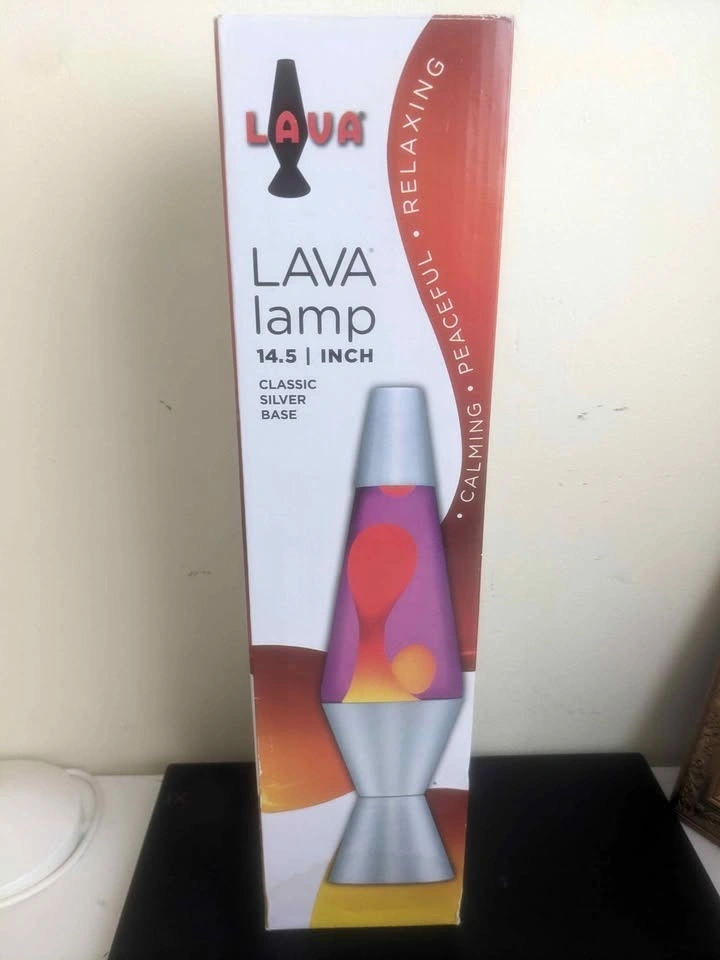 LAVA®
LAVA®
lamp
14.5 | INCH
CLASSIC
SILVER
BASE
• CALMING • PEACEFUL • RELAXING